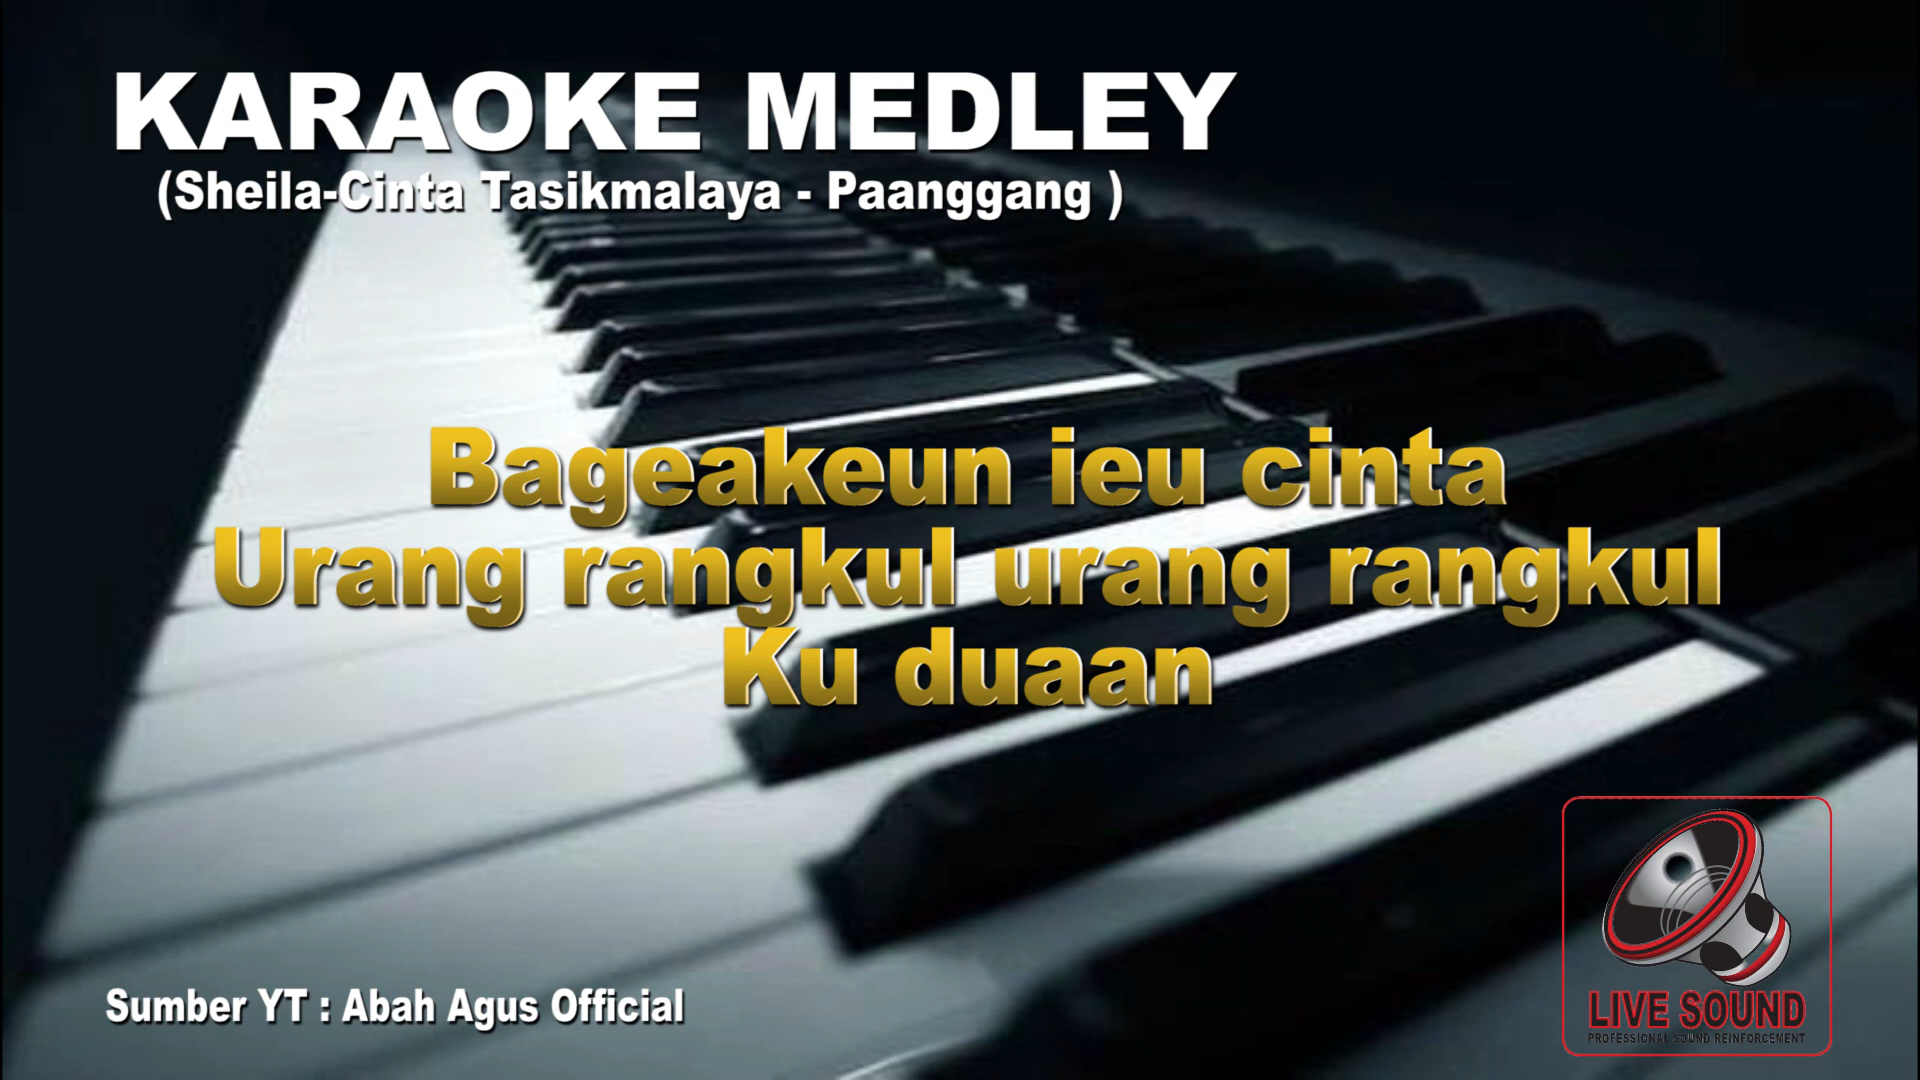 KARAOKE MEDLEY
(Sheila-Cinta Tasikmalaya - Paanggang )
Bageakeun ieu cinta
Urang rangkul urang rangkul
Ku duaan
Sumber YT : Abah Agus Official
LIVE SOUND
PROFESSIONAL SOUND REINFORCEMENT